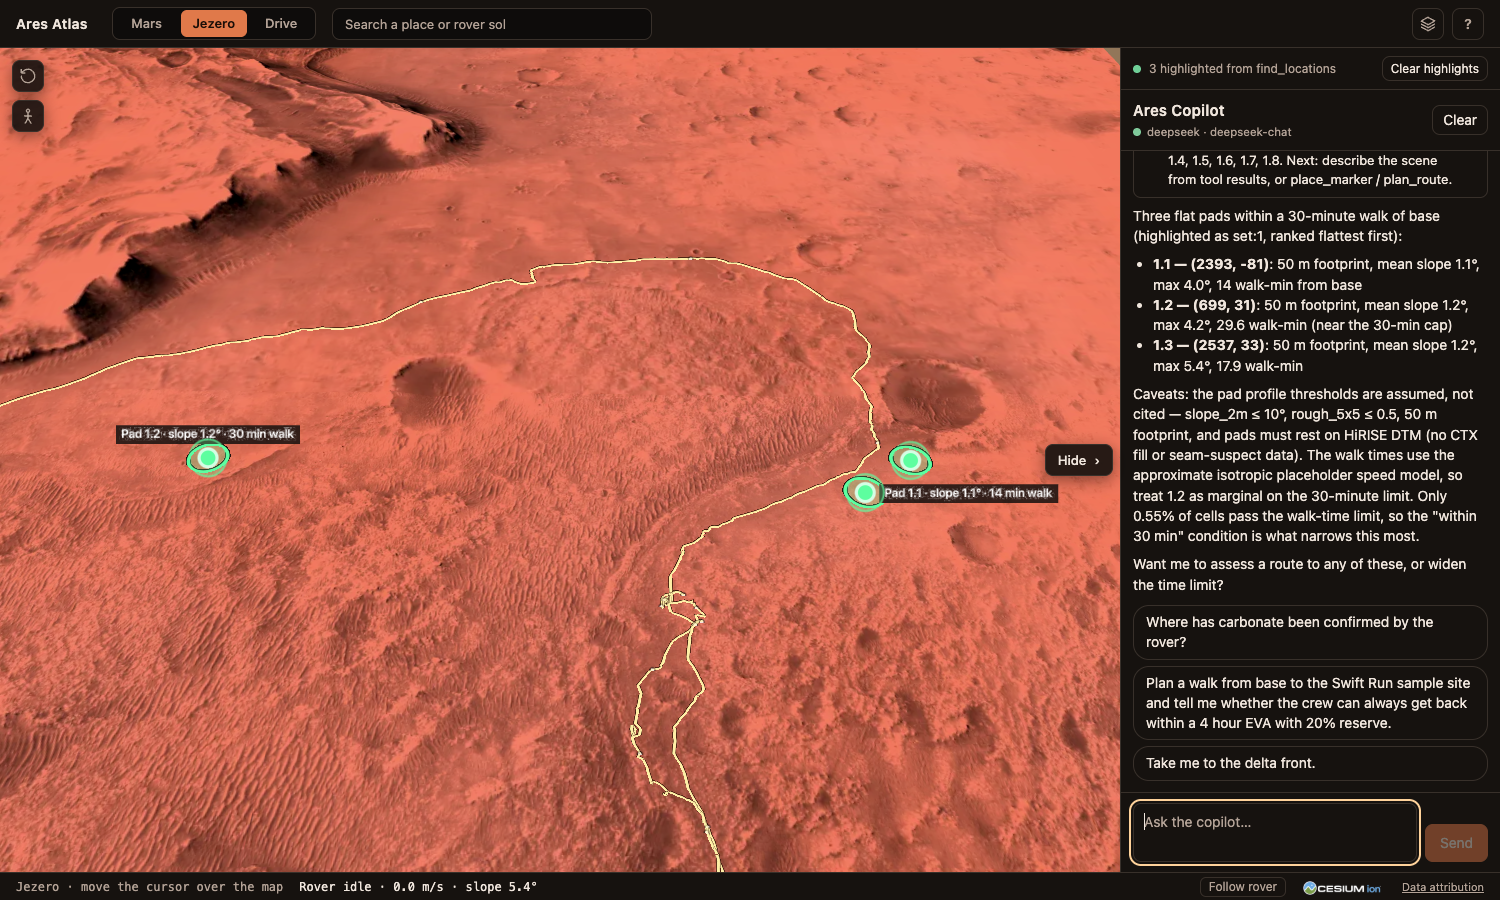 Ares Atlas
Mars
Jezero
Drive
Search a place or rover sol
?
3 highlighted from find_locations
Clear highlights
Ares Copilot
deepseek · deepseek-chat
Clear
1.4, 1.5, 1.6, 1.7, 1.8. Next: describe the scene
from tool results, or place_marker / plan_route.
Three flat pads within a 30-minute walk of base
(highlighted as set:1, ranked flattest first):
• 1.1 — (2393, -81): 50 m footprint, mean slope 1.1°,
max 4.0°, 14 walk-min from base
• 1.2 — (699, 31): 50 m footprint, mean slope 1.2°,
max 4.2°, 29.6 walk-min (near the 30-min cap)
• 1.3 — (2537, 33): 50 m footprint, mean slope 1.2°,
max 5.4°, 17.9 walk-min
Caveats: the pad profile thresholds are assumed, not
cited — slope_2m ≤ 10°, rough_5x5 ≤ 0.5, 50 m
footprint, and pads must rest on HiRISE DTM (no CTX
fill or seam-suspect data). The walk times use the
approximate isotropic placeholder speed model, so
treat 1.2 as marginal on the 30-minute limit. Only
0.55% of cells pass the walk-time limit, so the "within
30 min" condition is what narrows this most.
Want me to assess a route to any of these, or widen
the time limit?
Where has carbonate been confirmed by the
rover?
Plan a walk from base to the Swift Run sample site
and tell me whether the crew can always get back
within a 4 hour EVA with 20% reserve.
Take me to the delta front.
Ask the copilot...
Send
Pad 1.2 · slope 1.2° · 30 min walk
Pad 1.1 · slope 1.1° · 14 min walk
Hide ›
Jezero · move the cursor over the map
Rover idle · 0.0 m/s · slope 5.4°
Follow rover
CESIUM ion
Data attribution